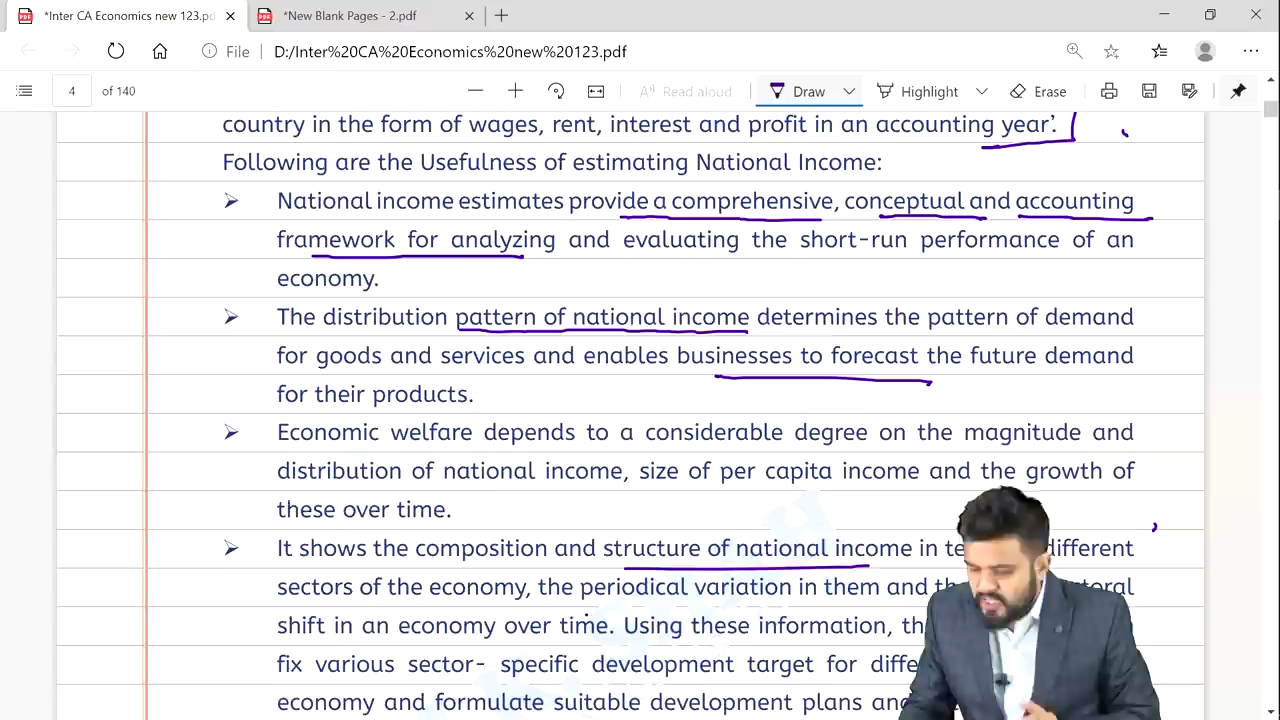 *Inter CA Economics new 123.pd
*New Blank Pages - 2.pdf
File D:/Inter%20CA%20Economics%20new%20123.pdf
4 of 140 Read aloud Draw Highlight Erase
country in the form of wages, rent, interest and profit in an accounting year’.
Following are the Usefulness of estimating National Income:
➢ National income estimates provide a comprehensive, conceptual and accounting
framework for analyzing and evaluating the short-run performance of an
economy.
➢ The distribution pattern of national income determines the pattern of demand
for goods and services and enables businesses to forecast the future demand
for their products.
➢ Economic welfare depends to a considerable degree on the magnitude and
distribution of national income, size of per capita income and the growth of
these over time.
➢ It shows the composition and structure of national income in different
sectors of the economy, the periodical variation in them and
shift in an economy over time. Using these information,
fix various sector- specific development target for
economy and formulate suitable development plans